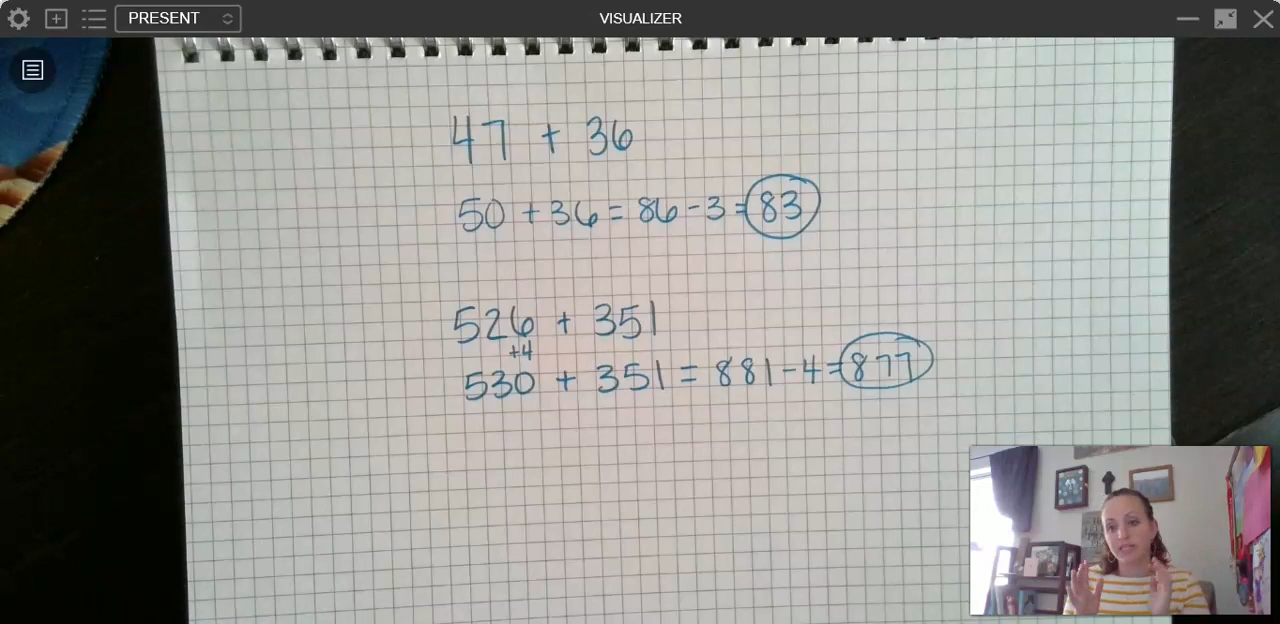 PRESENT
VISUALIZER
47 + 36
50 + 36 = 86 - 3 = 83
526 + 351
+4
530 + 351 = 881 - 4 = 877